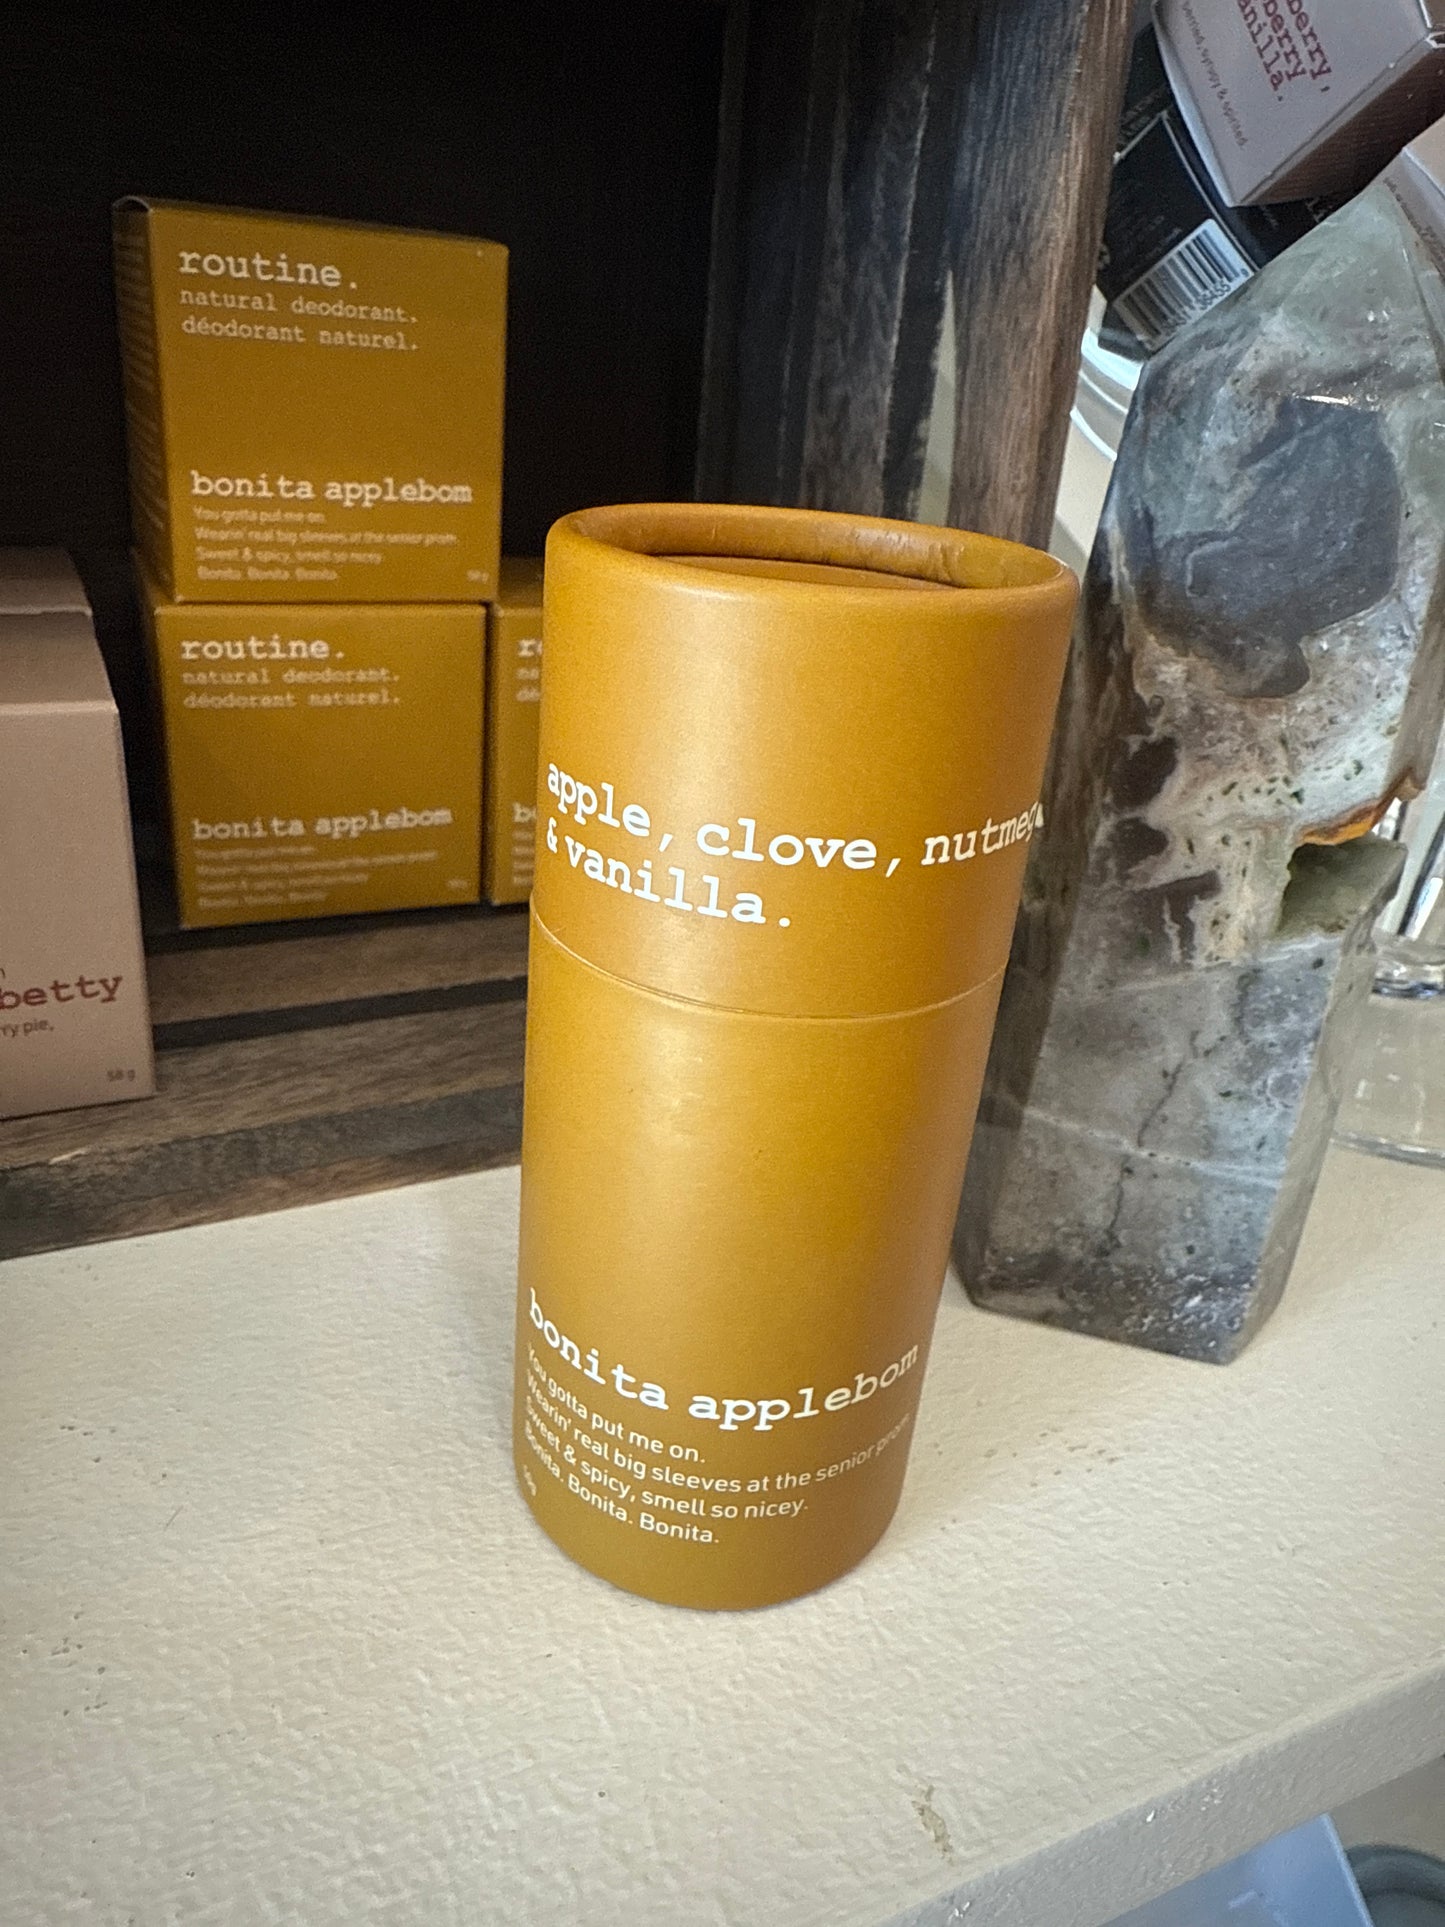 routine.
natural deodorant.
déodorant naturel.
bonita applebom
You gotta put me on.
Wearin' real big sleeves at the senior prom.
Sweet & spicy, smell so nicey.
Bonita. Bonita. Bonita.
58 g
routine.
natural deodorant.
déodorant naturel.
bonita applebom
betty
58 g
apple, clove, nutmeg
& vanilla.
bonita applebom
You gotta put me on.
Wearin' real big sleeves at the senior prom
Sweet & spicy, smell so nicey.
Bonita. Bonita. Bonita.